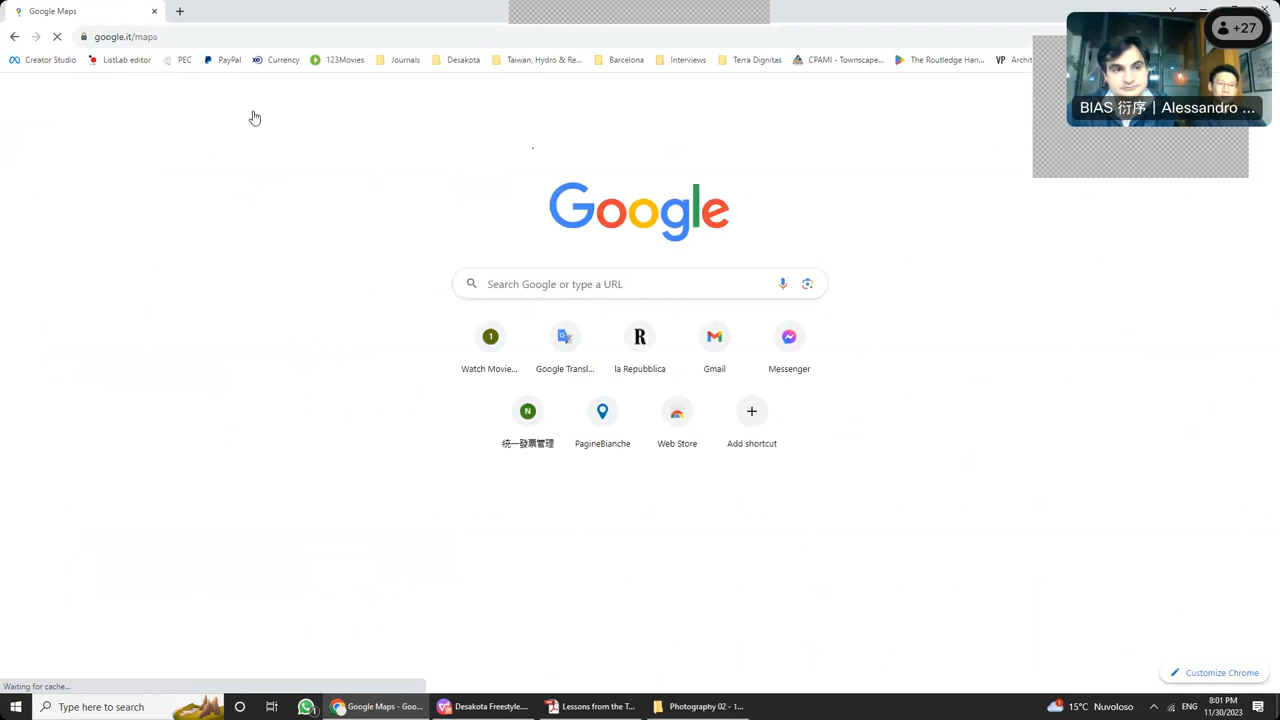 Google Maps
google.it/maps
+27
Creator Studio
ListLab editor
PEC
PayPal
Currency
123Movies
Journals
Desakota
Taiwan, Hydro & Re...
Barcelona
Interviews
Terra Dignitas
CPAMI - Townscape...
The Routledge Han...
VP Archit
BIAS 衍序 | Alessandro ...
Google
Search Google or type a URL
1
R
Watch Movie...
Google Transl...
la Repubblica
Gmail
Messenger
N
統一發票管理
PagineBianche
Web Store
Add shortcut
Customize Chrome
Waiting for cache...
Type here to search
1
Google Maps - Goo...
Desakota Freestyle....
Lessons from the T...
Photography 02 - 1...
15°C Nuvoloso
ENG
8:01 PM
11/30/2023